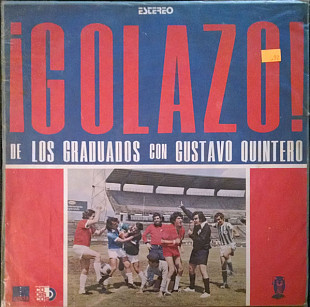 ESTEREO
¡GOLAZO!
DE LOS GRADUADOS CON GUSTAVO QUINTERO